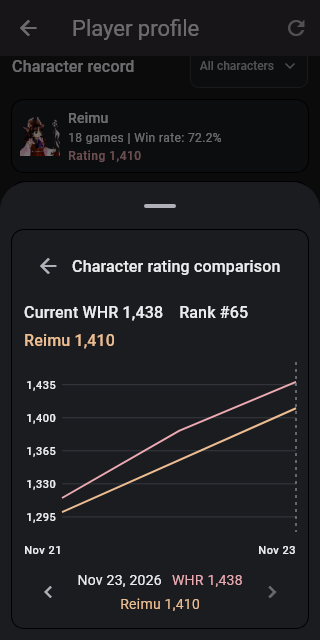 Player profile
Character record
All characters
Reimu
18 games | Win rate: 72.2%
Rating 1,410
Character rating comparison
Current WHR 1,438 Rank #65
Reimu 1,410
1,435
1,400
1,365
1,330
1,295
Nov 21 Nov 23
Nov 23, 2026 WHR 1,438
Reimu 1,410